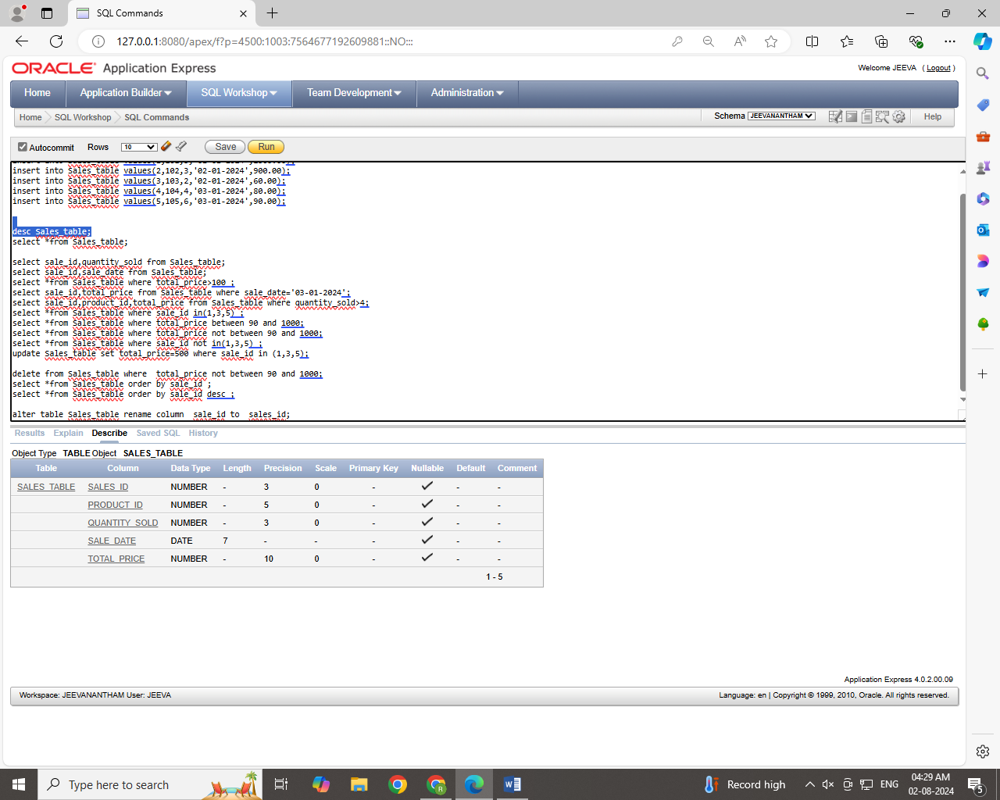 SQL Commands
127.0.0.1:8080/apex/f?p=4500:1003:7564677192609881::NO:::
ORACLE Application Express
Welcome JEEVA ( Logout )
Home Application Builder SQL Workshop Team Development Administration
Home SQL Workshop SQL Commands Schema JEEVANANTHAM Help
Autocommit Rows 10 Save Run
insert into Sales_table values(2,102,3,'02-01-2024',900.00);
insert into Sales_table values(3,103,2,'02-01-2024',60.00);
insert into Sales_table values(4,104,4,'03-01-2024',80.00);
insert into Sales_table values(5,105,6,'03-01-2024',90.00);
desc Sales_table;
select *from Sales_table;
select sale_id,quantity_sold from Sales_table;
select sale_id,sale_date from Sales_table;
select *from Sales_table where total_price>100 ;
select sale_id,total_price from Sales_table where sale_date='03-01-2024';
select sale_id,product_id,total_price from Sales_table where quantity_sold>4;
select *from Sales_table where sale_id in(1,3,5) ;
select *from Sales_table where total_price between 90 and 1000;
select *from Sales_table where total_price not between 90 and 1000;
select *from Sales_table where sale_id not in(1,3,5) ;
update Sales_table set total_price=500 where sale_id in (1,3,5);
delete from Sales_table where  total_price not between 90 and 1000;
select *from Sales_table order by sale_id ;
select *from Sales_table order by sale_id desc ;
alter table Sales_table rename column  sale_id to  sales_id;
Results Explain Describe Saved SQL History
Object Type TABLE Object SALES_TABLE
Table Column Data Type Length Precision Scale Primary Key Nullable Default Comment
SALES_TABLE SALES_ID NUMBER - 3 0 - ✓ - -
PRODUCT_ID NUMBER - 5 0 - ✓ - -
QUANTITY_SOLD NUMBER - 3 0 - ✓ - -
SALE_DATE DATE 7 - - - ✓ - -
TOTAL_PRICE NUMBER - 10 0 - ✓ - -
1 - 5
Application Express 4.0.2.00.09
Workspace: JEEVANANTHAM User: JEEVA Language: en | Copyright © 1999, 2010, Oracle. All rights reserved.
Type here to search Record high ENG 04:29 AM
02-08-2024 5